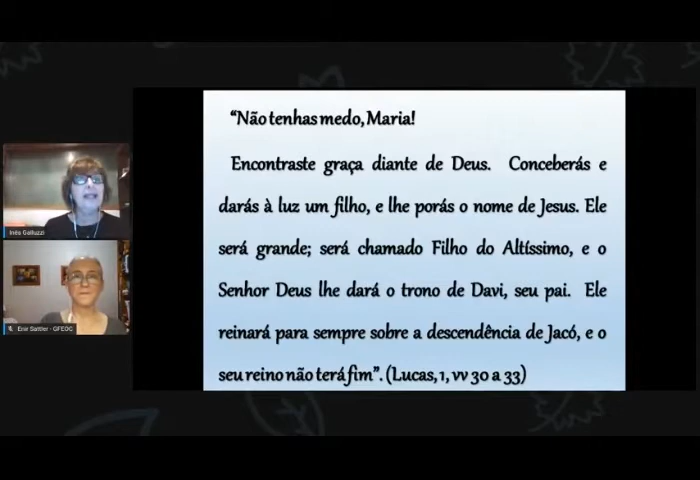 “Não tenhas medo, Maria!
Encontraste graça diante de Deus. Conceberás e
darás à luz um filho, e lhe porás o nome de Jesus. Ele
será grande; será chamado Filho do Altíssimo, e o
Senhor Deus lhe dará o trono de Davi, seu pai. Ele
reinará para sempre sobre a descendência de Jacó, e o
seu reino não terá fim”. (Lucas, 1, vv 30 a 33)
Inês Galluzzi
Enir Sattler - GFEOC